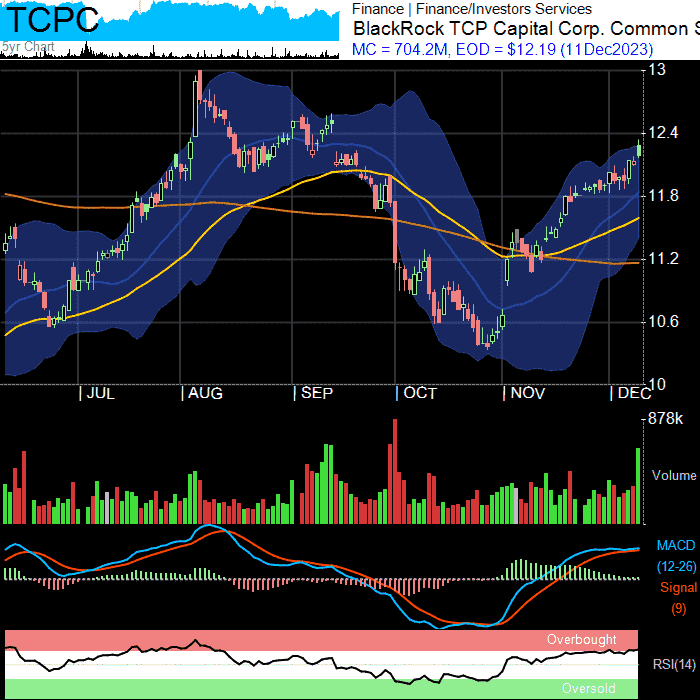 TCPC
5yr Chart
Finance | Finance/Investors Services
BlackRock TCP Capital Corp. Common S
MC = 704.2M, EOD = $12.19 (11Dec2023)
13
12.4
11.8
11.2
10.6
10
JUL AUG SEP OCT NOV DEC
878k
Volume
MACD
(12-26)
Signal
(9)
Overbought
RSI(14)
Oversold